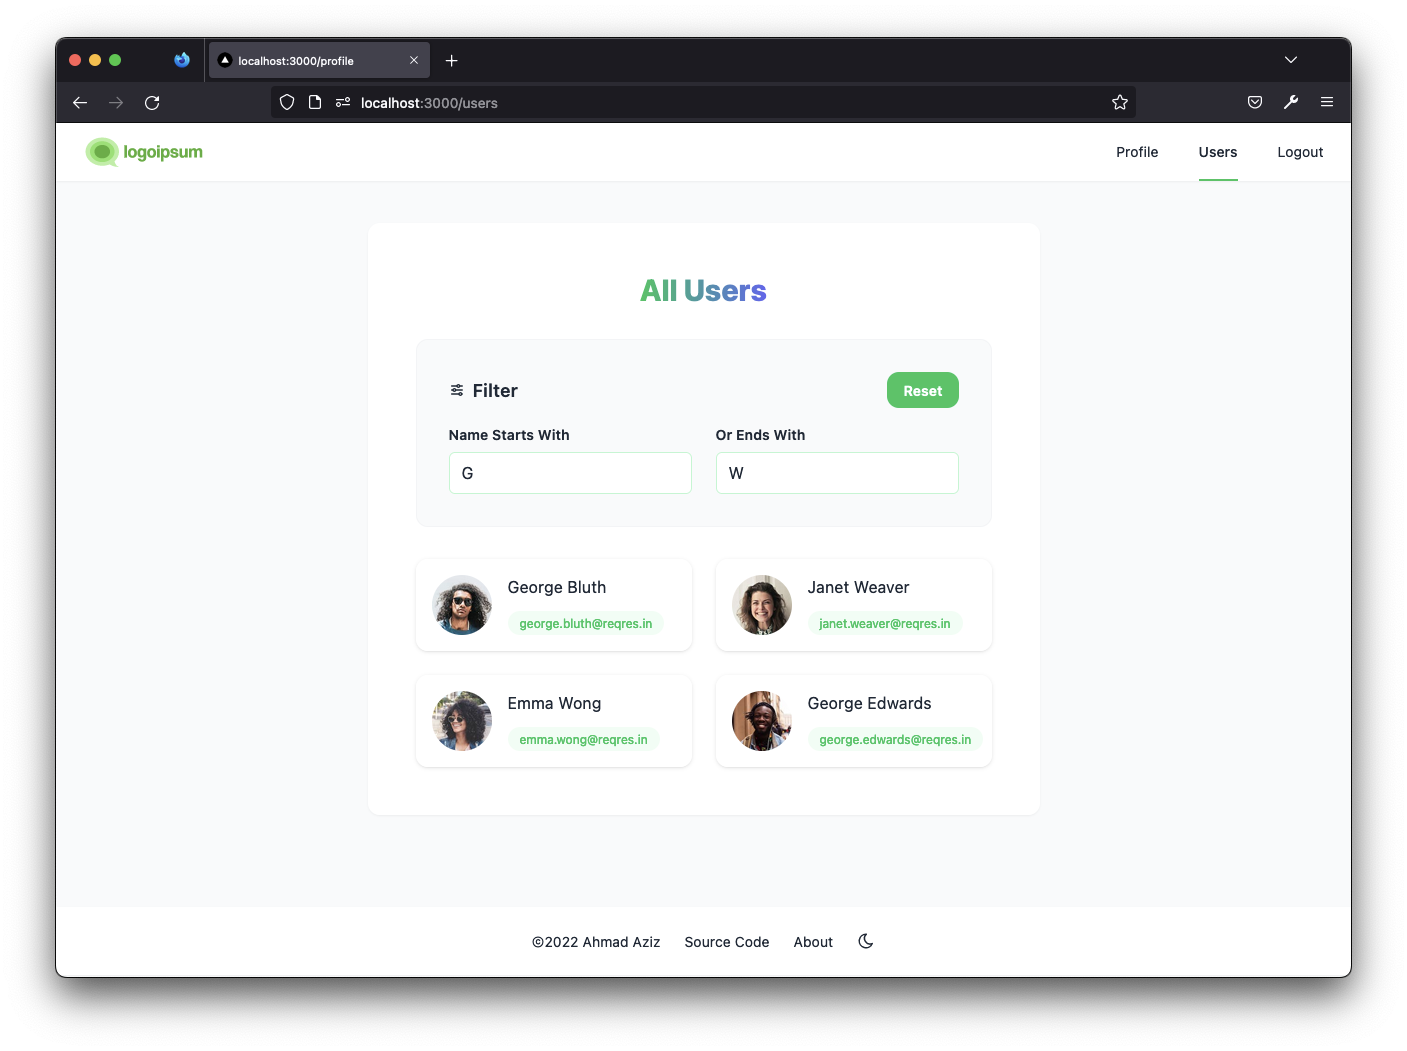 localhost:3000/profile
localhost:3000/users
logoipsum
Profile Users Logout
All Users
Filter
Reset
Name Starts With
Or Ends With
G
W
George Bluth
george.bluth@reqres.in
Janet Weaver
janet.weaver@reqres.in
Emma Wong
emma.wong@reqres.in
George Edwards
george.edwards@reqres.in
©2022 Ahmad Aziz Source Code About